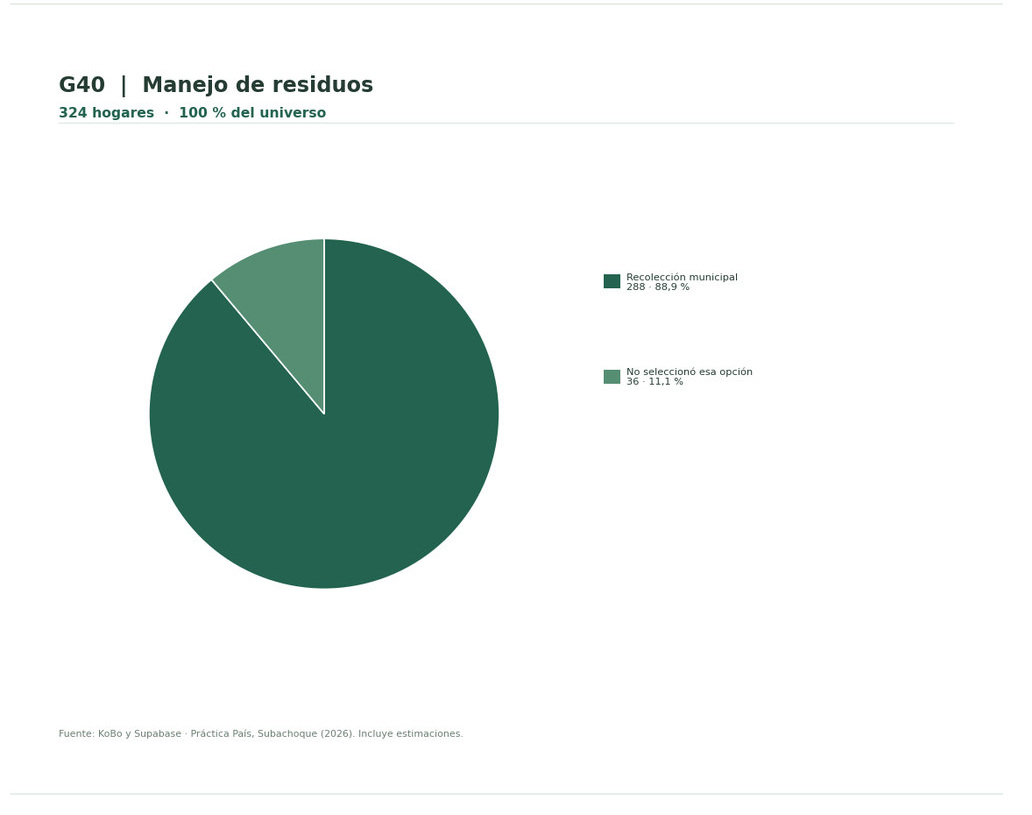 G40 | Manejo de residuos
324 hogares · 100 % del universo
Recolección municipal
288 · 88,9 %
No seleccionó esa opción
36 · 11,1 %
Fuente: KoBo y Supabase · Práctica País, Subachoque (2026). Incluye estimaciones.